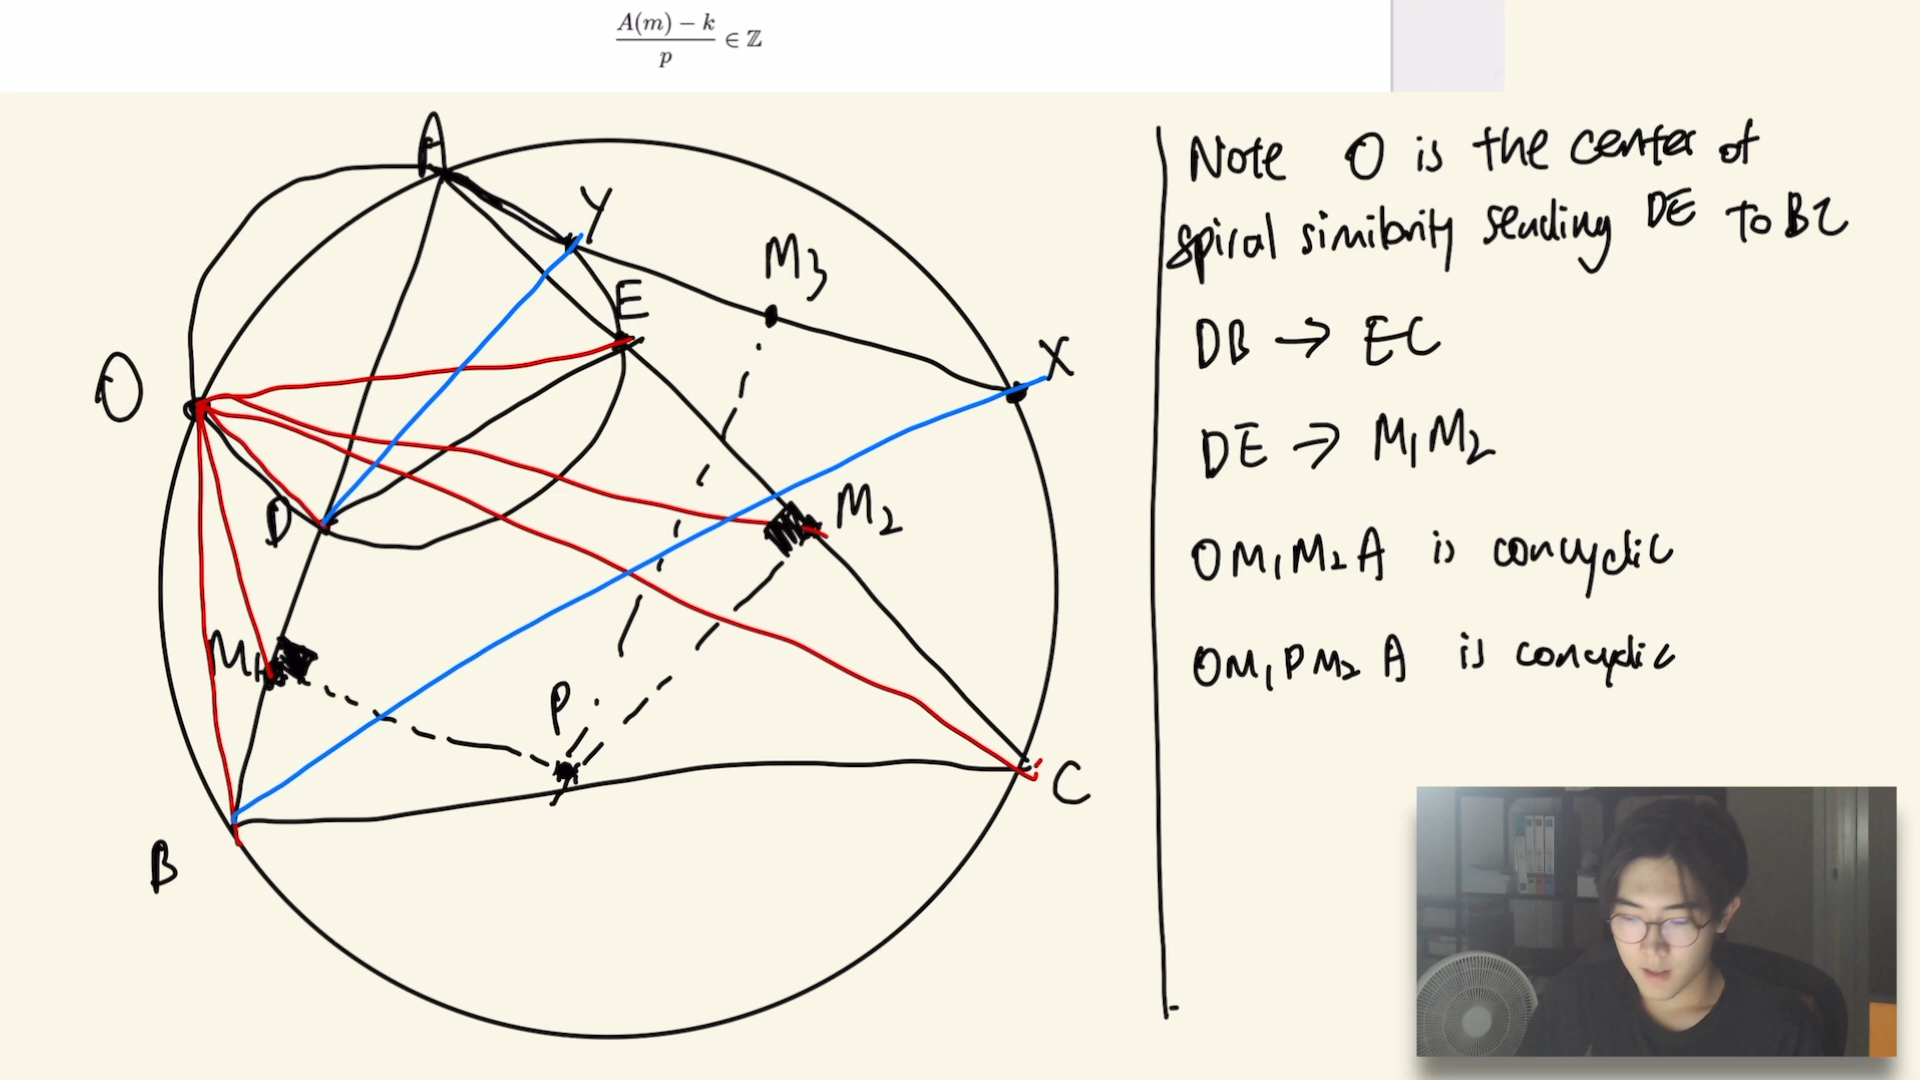 A(m) − k
p
∈ ℤ
A
Y
M3
E
X
O
D
M2
M1
P
C
B
Note O is the center of
spiral similarity sending DE to BC
DB → EC
DE → M1M2
OM1M2A is concyclic
OM1PM2A is concyclic